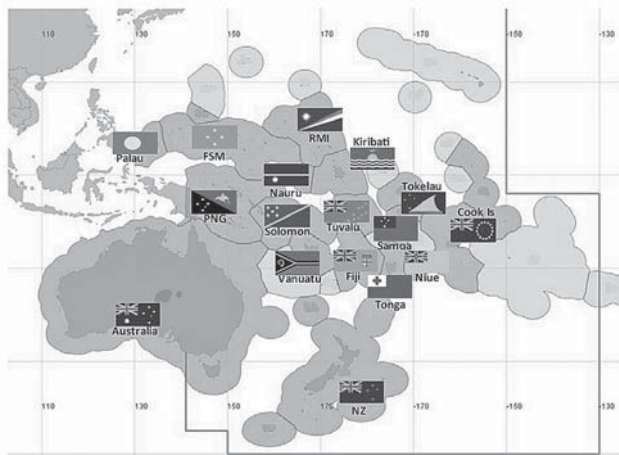 110 130 150 170 -170 -150 -130
RMI
Palau FSM Kiribati
Nauru
Tokelau
PNG
Cook Is
Solomon Tuvalu
Samoa
Vanuatu Fiji Niue
Tonga
Australia
NZ
110 130 150 170 -170 -150 -130